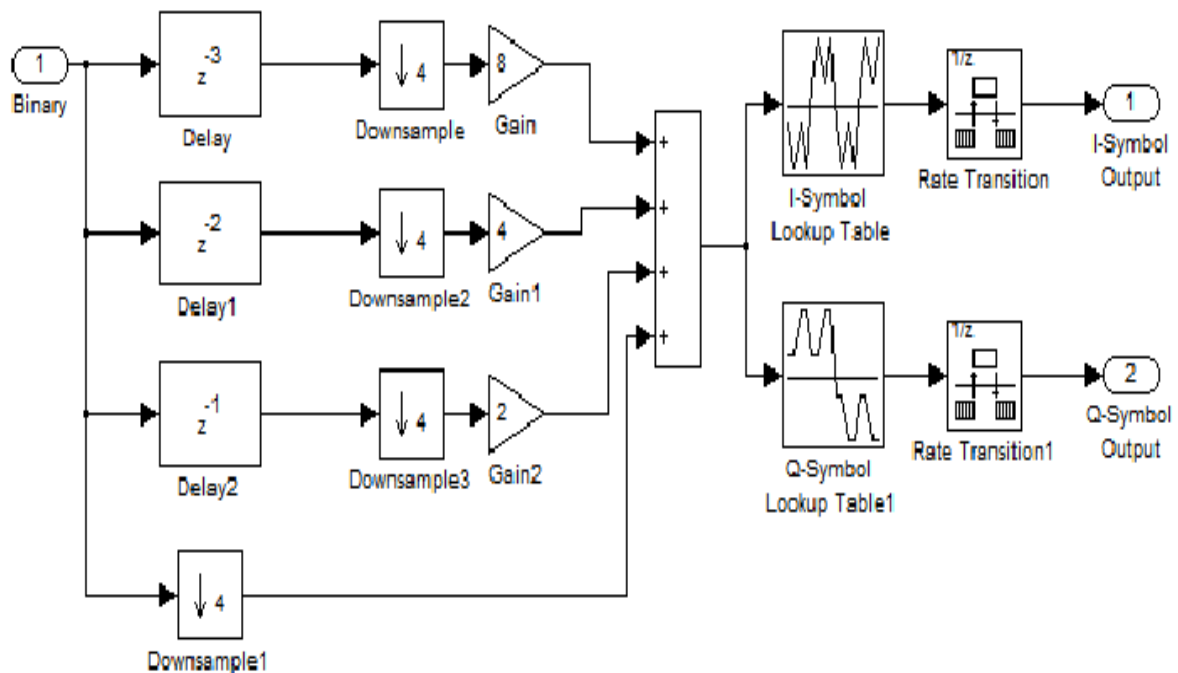 1
Binary
z-3
Delay
↓ 4
Downsample
8
Gain
z-2
Delay1
↓ 4
Downsample2
4
Gain1
z-1
Delay2
↓ 4
Downsample3
2
Gain2
↓ 4
Downsample1
+
+
+
+
I-Symbol
Lookup Table
1/z
Rate Transition
1
I-Symbol
Output
Q-Symbol
Lookup Table1
1/z
Rate Transition1
2
Q-Symbol
Output